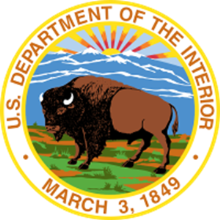 U.S. DEPARTMENT OF THE INTERIOR
MARCH 3, 1849